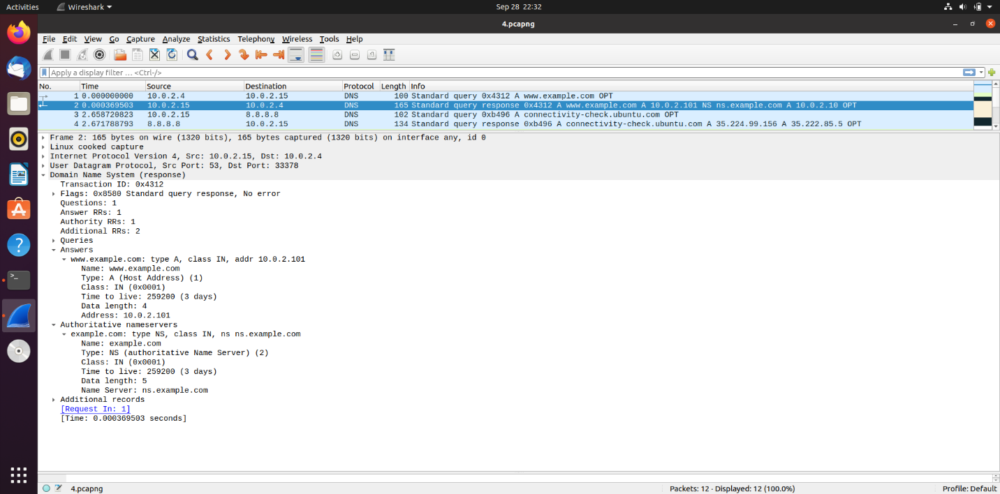 Activities Wireshark Sep 28 22:32
4.pcapng
File Edit View Go Capture Analyze Statistics Telephony Wireless Tools Help
Apply a display filter … <Ctrl-/>
No. Time Source Destination Protocol Length Info
1 0.000000000 10.0.2.4 10.0.2.15 DNS 100 Standard query 0x4312 A www.example.com OPT
2 0.000369503 10.0.2.15 10.0.2.4 DNS 165 Standard query response 0x4312 A www.example.com A 10.0.2.101 NS ns.example.com A 10.0.2.10 OPT
3 2.658720823 10.0.2.15 8.8.8.8 DNS 102 Standard query 0xb496 A connectivity-check.ubuntu.com OPT
4 2.671788793 8.8.8.8 10.0.2.15 DNS 134 Standard query response 0xb496 A connectivity-check.ubuntu.com A 35.224.99.156 A 35.222.85.5 OPT
Frame 2: 165 bytes on wire (1320 bits), 165 bytes captured (1320 bits) on interface any, id 0
Linux cooked capture
Internet Protocol Version 4, Src: 10.0.2.15, Dst: 10.0.2.4
User Datagram Protocol, Src Port: 53, Dst Port: 33378
Domain Name System (response)
Transaction ID: 0x4312
Flags: 0x8580 Standard query response, No error
Questions: 1
Answer RRs: 1
Authority RRs: 1
Additional RRs: 2
Queries
Answers
www.example.com: type A, class IN, addr 10.0.2.101
Name: www.example.com
Type: A (Host Address) (1)
Class: IN (0x0001)
Time to live: 259200 (3 days)
Data length: 4
Address: 10.0.2.101
Authoritative nameservers
example.com: type NS, class IN, ns ns.example.com
Name: example.com
Type: NS (authoritative Name Server) (2)
Class: IN (0x0001)
Time to live: 259200 (3 days)
Data length: 5
Name Server: ns.example.com
Additional records
[Request In: 1]
[Time: 0.000369503 seconds]
4.pcapng Packets: 12 · Displayed: 12 (100.0%) Profile: Default